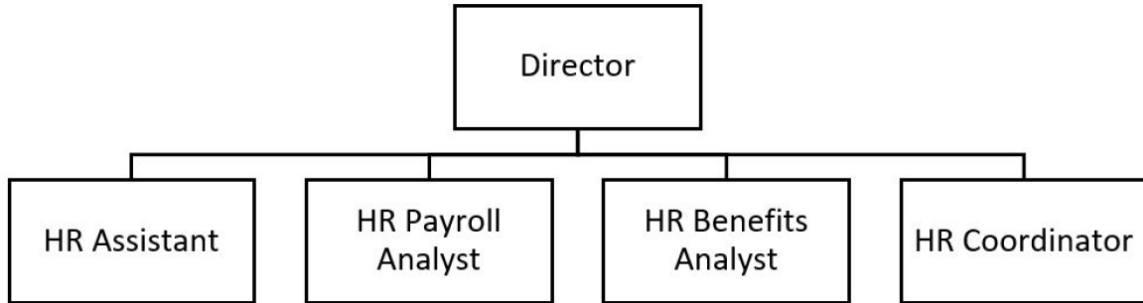 Director
HR Assistant
HR Payroll
Analyst
HR Benefits
Analyst
HR Coordinator